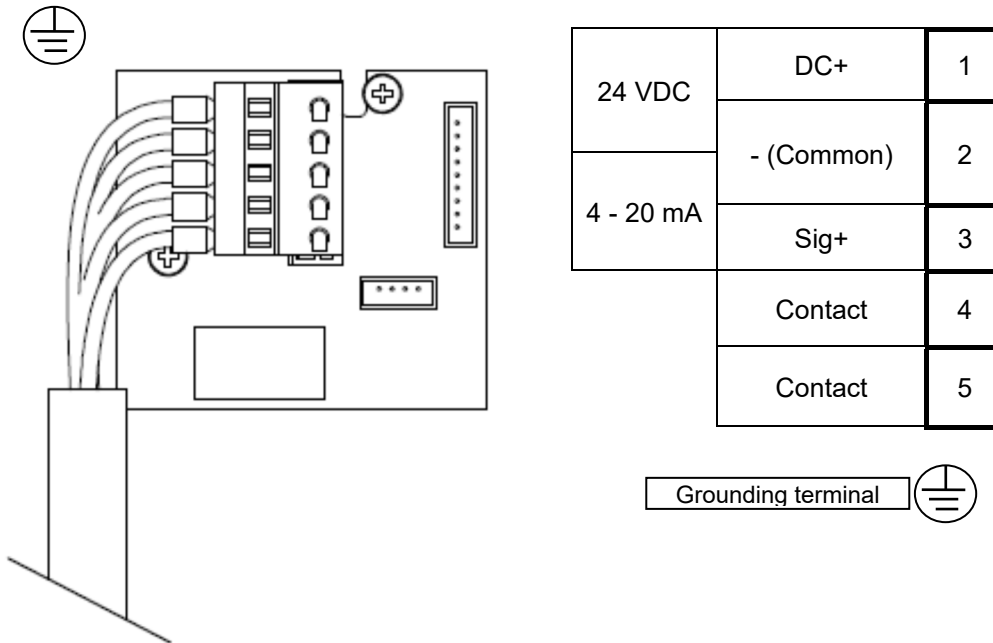 24 VDC
DC+
1
- (Common)
2
4 - 20 mA
Sig+
3
Contact
4
Contact
5
Grounding terminal